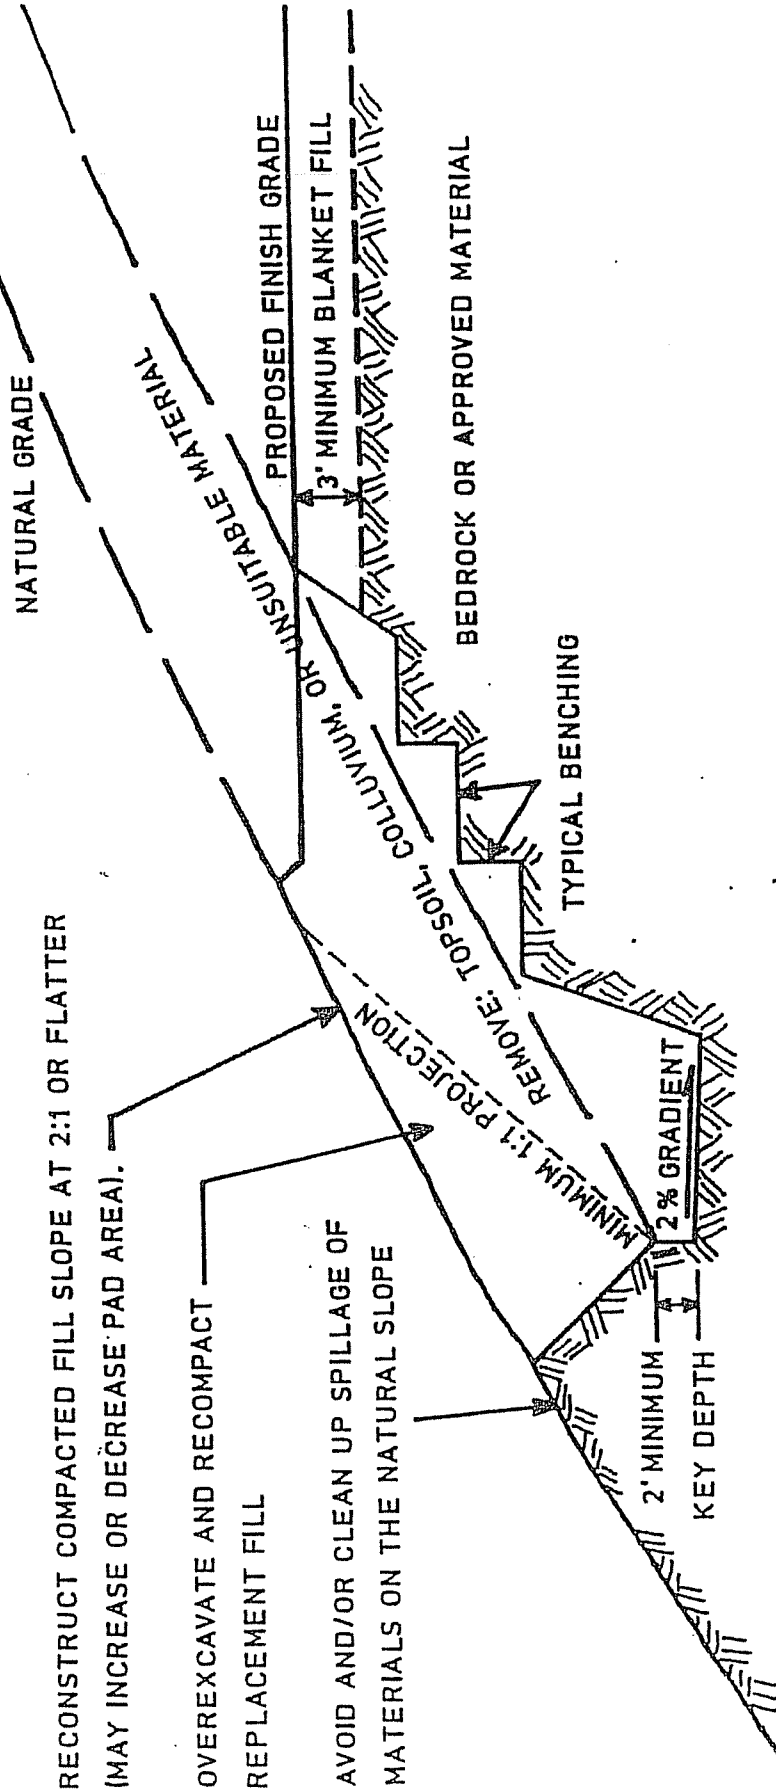 NATURAL GRADE
RECONSTRUCT COMPACTED FILL SLOPE AT 2:1 OR FLATTER
(MAY INCREASE OR DECREASE PAD AREA).
OVEREXCAVATE AND RECOMPACT
REPLACEMENT FILL
AVOID AND/OR CLEAN UP SPILLAGE OF
MATERIALS ON THE NATURAL SLOPE
MINIMUM 1:1 PROJECTION
REMOVE: TOPSOIL, COLLUVIUM, OR UNSUITABLE MATERIAL
PROPOSED FINISH GRADE
3' MINIMUM BLANKET FILL
BEDROCK OR APPROVED MATERIAL
TYPICAL BENCHING
2% GRADIENT
2' MINIMUM
KEY DEPTH